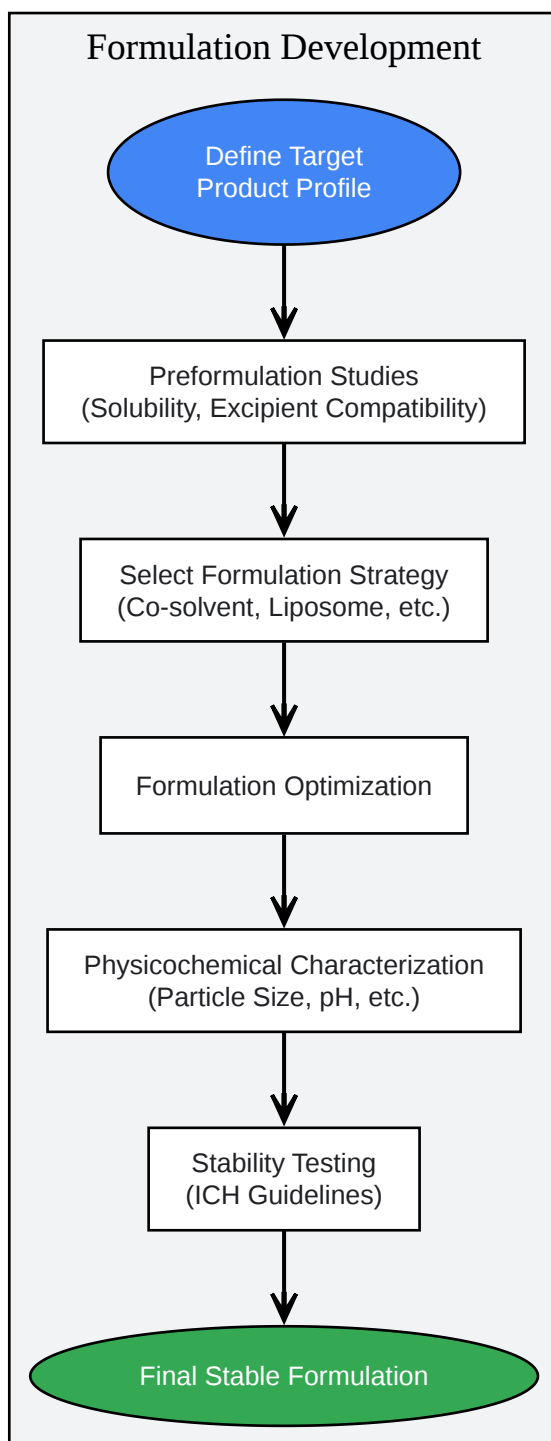 Formulation Development
Define Target
Product Profile
Preformulation Studies
(Solubility, Excipient Compatibility)
Select Formulation Strategy
(Co-solvent, Liposome, etc.)
Formulation Optimization
Physicochemical Characterization
(Particle Size, pH, etc.)
Stability Testing
(ICH Guidelines)
Final Stable Formulation